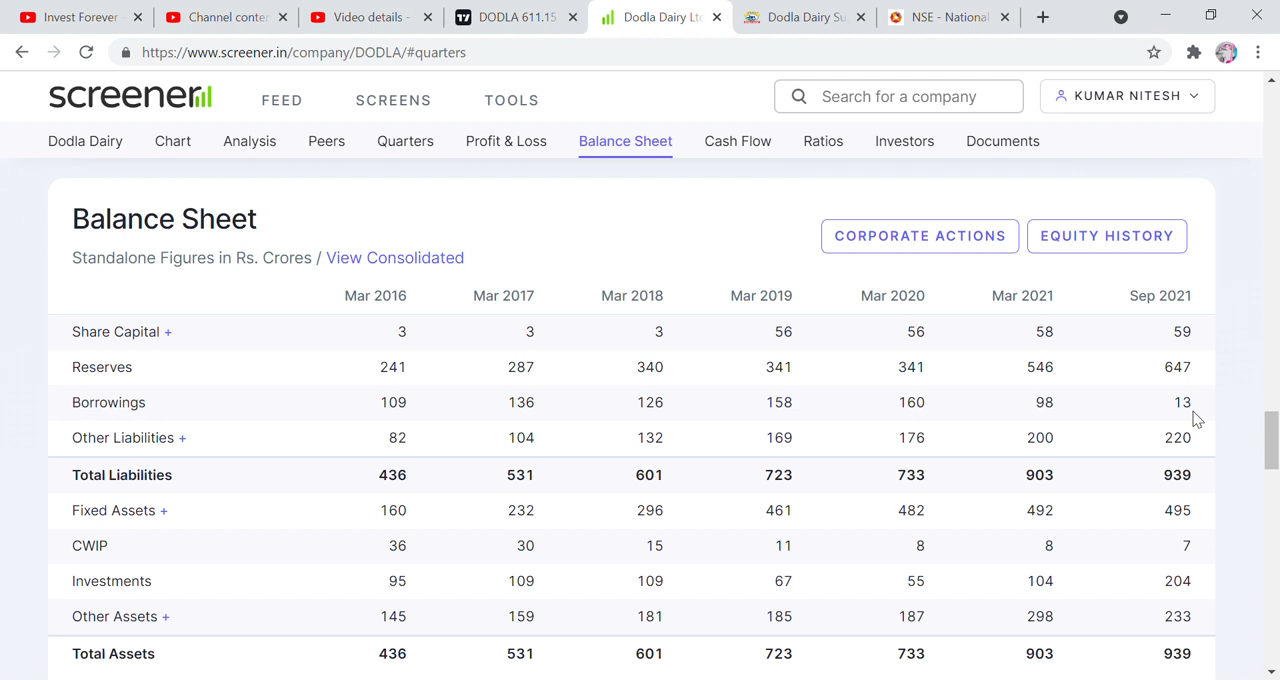 Invest Forever
Channel conten
Video details -
DODLA 611.15
Dodla Dairy Ltd
Dodla Dairy Su
NSE - National
https://www.screener.in/company/DODLA/#quarters
screener
FEED
SCREENS
TOOLS
Search for a company
KUMAR NITESH
Dodla Dairy
Chart
Analysis
Peers
Quarters
Profit & Loss
Balance Sheet
Cash Flow
Ratios
Investors
Documents
Balance Sheet
CORPORATE ACTIONS
EQUITY HISTORY
Standalone Figures in Rs. Crores / View Consolidated
Mar 2016 Mar 2017 Mar 2018 Mar 2019 Mar 2020 Mar 2021 Sep 2021
Share Capital + 3 3 3 56 56 58 59
Reserves 241 287 340 341 341 546 647
Borrowings 109 136 126 158 160 98 13
Other Liabilities + 82 104 132 169 176 200 220
Total Liabilities 436 531 601 723 733 903 939
Fixed Assets + 160 232 296 461 482 492 495
CWIP 36 30 15 11 8 8 7
Investments 95 109 109 67 55 104 204
Other Assets + 145 159 181 185 187 298 233
Total Assets 436 531 601 723 733 903 939